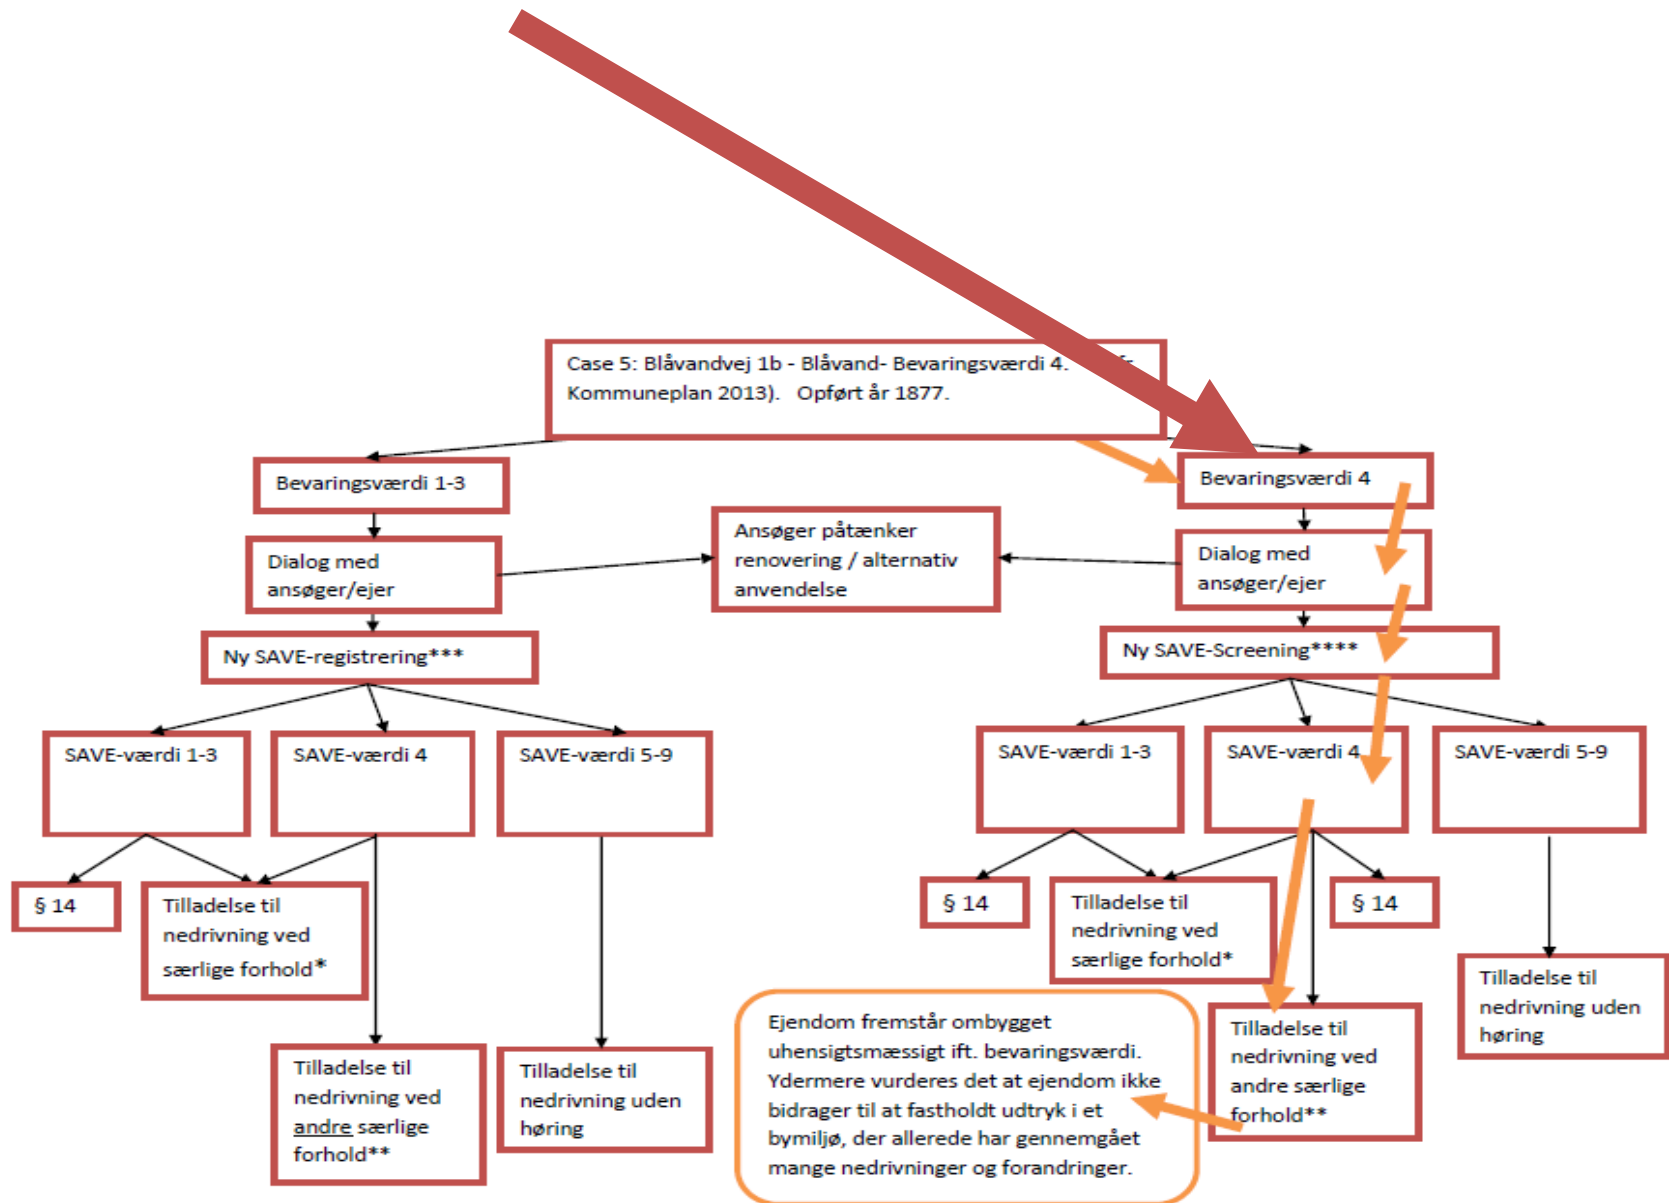 Case 5: Blåvandvej 1b - Blåvand- Bevaringsværdi 4.
Kommuneplan 2013).   Opført år 1877.
Bevaringsværdi 1-3
Bevaringsværdi 4
Ansøger påtænker
renovering / alternativ
anvendelse
Dialog med
ansøger/ejer
Dialog med
ansøger/ejer
Ny SAVE-registrering***
Ny SAVE-Screening****
SAVE-værdi 1-3
SAVE-værdi 4
SAVE-værdi 5-9
SAVE-værdi 1-3
SAVE-værdi 4
SAVE-værdi 5-9
§ 14
Tilladelse til
nedrivning ved
særlige forhold*
§ 14
Tilladelse til
nedrivning ved
særlige forhold*
§ 14
Tilladelse til
nedrivning uden
høring
Tilladelse til
nedrivning ved
andre særlige
forhold**
Tilladelse til
nedrivning uden
høring
Ejendom fremstår ombygget
uhensigtsmæssigt ift. bevaringsværdi.
Ydermere vurderes det at ejendom ikke
bidrager til at fastholdt udtryk i et
bymiljø, der allerede har gennemgået
mange nedrivninger og forandringer.
Tilladelse til
nedrivning ved
andre særlige
forhold**